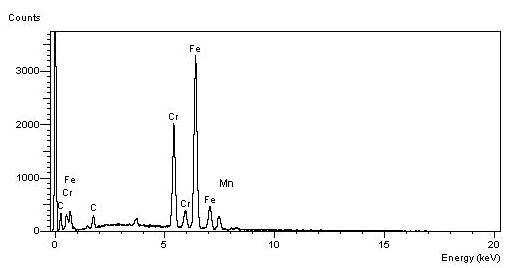 Counts
Fe
3000
2000
Cr
1000
Mn
Fe
Cr
C
C
Cr
Fe
0
0
5
10
15
20
Energy (keV)